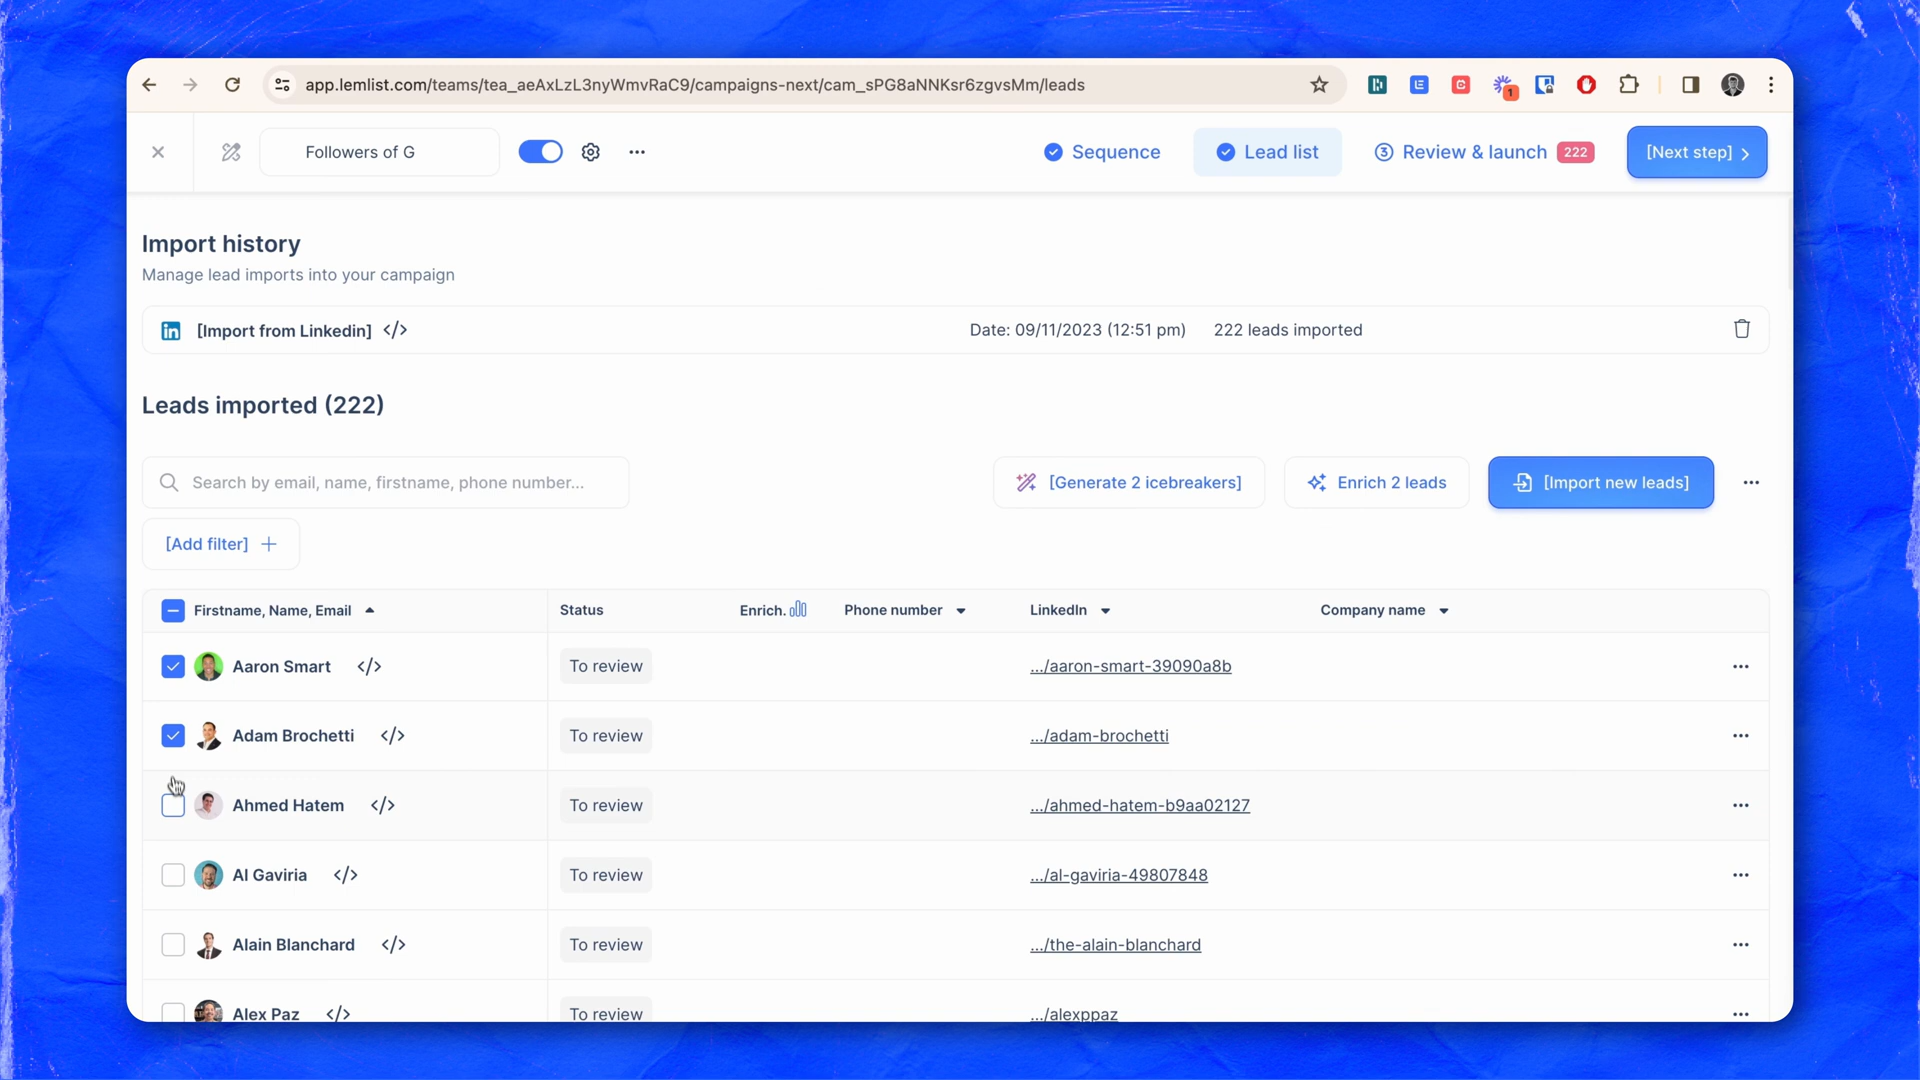 app.lemlist.com/teams/tea_aeAxLzL3nyWmvRaC9/campaigns-next/cam_sPG8aNNKsr6zgvsMm/leads
1
Followers of G
Sequence
Lead list
3 Review & launch 222
[Next step]
Import history
Manage lead imports into your campaign
in [Import from Linkedin] </> Date: 09/11/2023 (12:51 pm) 222 leads imported
Leads imported (222)
Search by email, name, firstname, phone number...
[Generate 2 icebreakers]
Enrich 2 leads
[Import new leads]
[Add filter] +
Firstname, Name, Email Status Enrich. Phone number LinkedIn Company name
Aaron Smart </> To review .../aaron-smart-39090a8b
Adam Brochetti </> To review .../adam-brochetti
Ahmed Hatem </> To review .../ahmed-hatem-b9aa02127
Al Gaviria </> To review .../al-gaviria-49807848
Alain Blanchard </> To review .../the-alain-blanchard
Alex Paz </> To review .../alexppaz